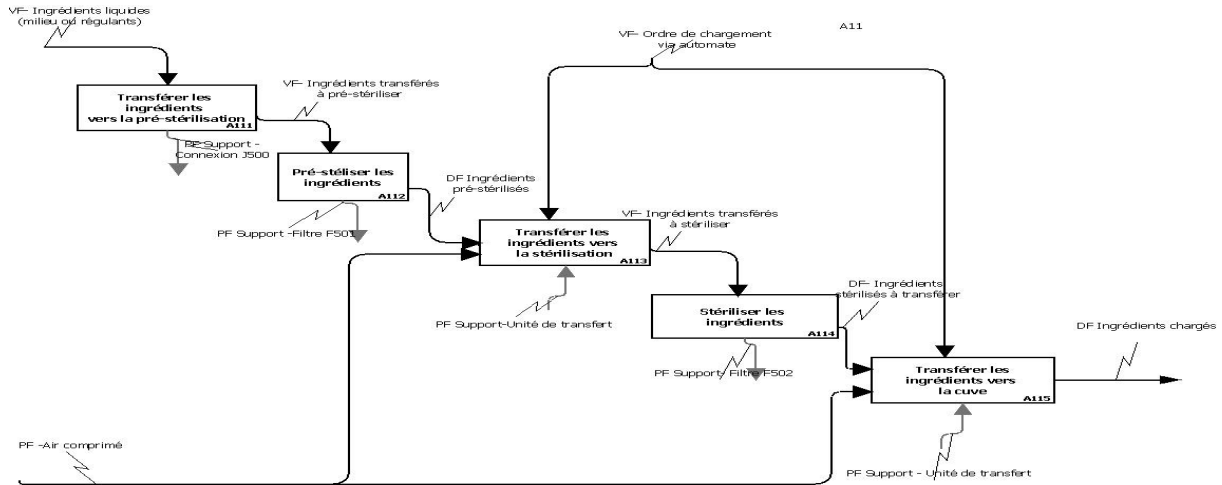 VF- Ingrédients liquides
(milieu ou régulants)
A11
VF- Ordre de chargement
via automate
Transférer les
ingrédients
vers la pré-stérilisation
A111
VF- Ingrédients transférés
à pré-stériliser
PF Support -
Connexion J500
Pré-stéliser les
ingrédients
A112
DF Ingrédients
pré-stérilisés
PF Support -Filtre F501
Transférer les
ingrédients vers
la stérilisation
A113
VF- Ingrédients transférés
à stériliser
PF Support-Unité de transfert
Stériliser les
ingrédients
A114
DF- Ingrédients
stérilisés à transférer
PF Support- Filtre F502
DF Ingrédients chargés
Transférer les
ingrédients vers
la cuve
A115
PF -Air comprimé
PF Support - Unité de transfert